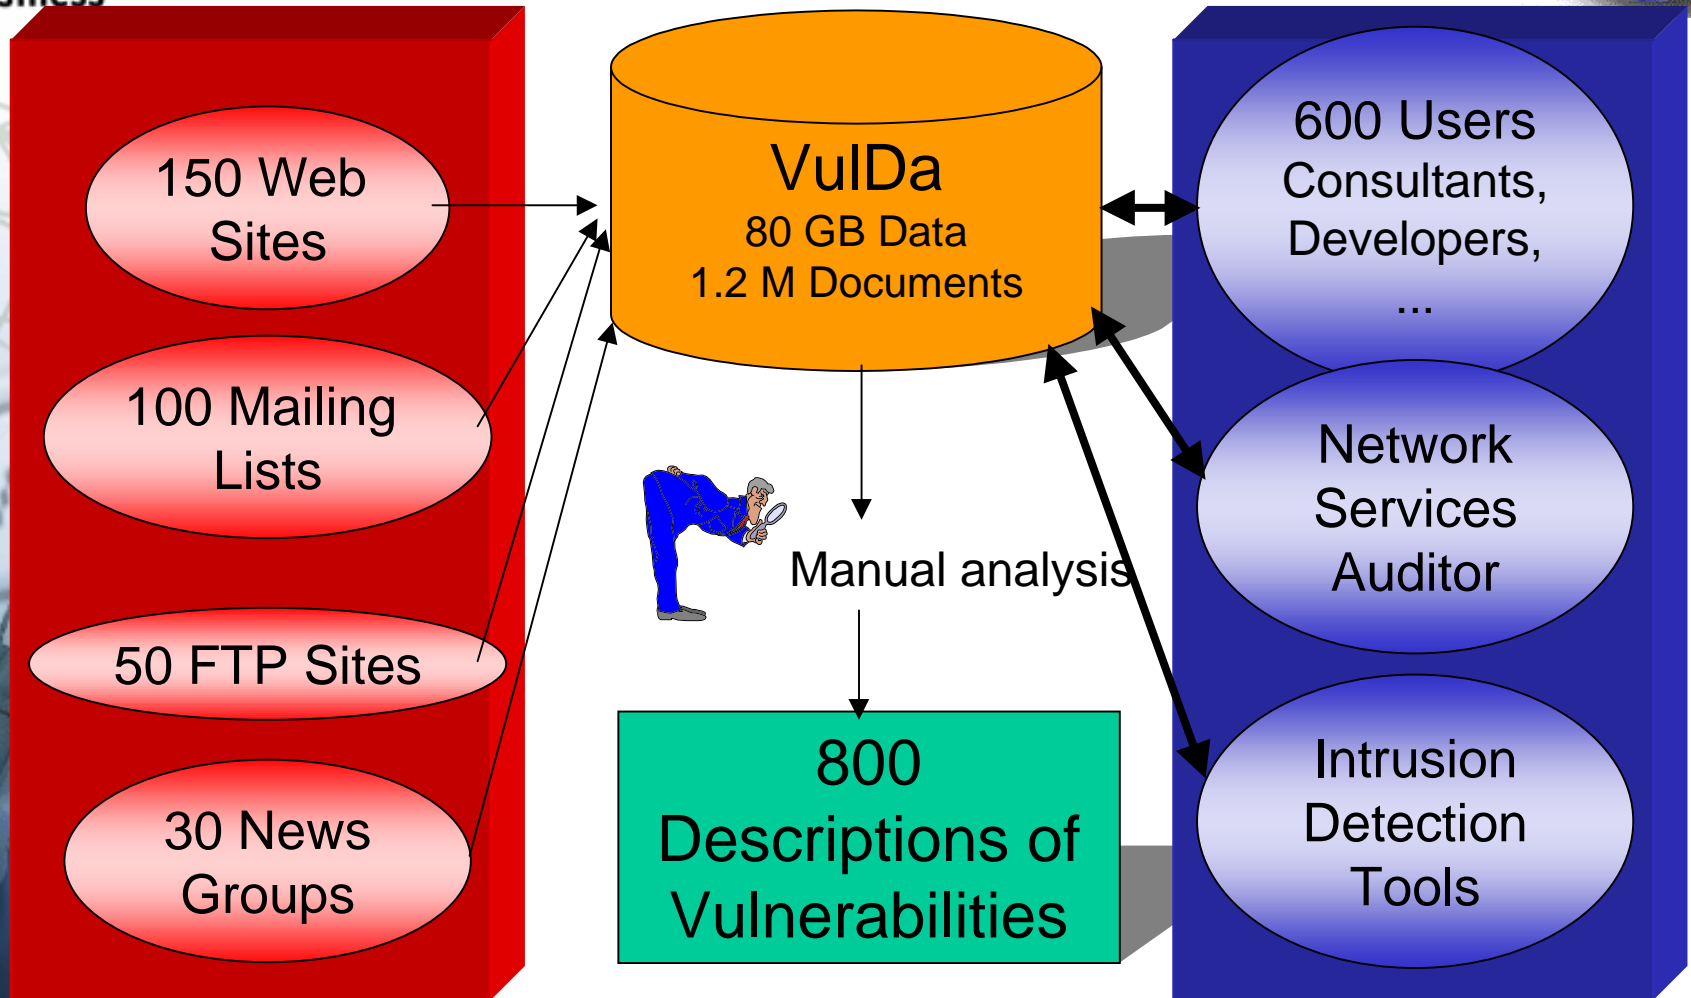 150 Web
Sites
100 Mailing
Lists
50 FTP Sites
30 News
Groups
VulDa
80 GB Data
1.2 M Documents
Manual analysis
800
Descriptions of
Vulnerabilities
600 Users
Consultants,
Developers,
...
Network
Services
Auditor
Intrusion
Detection
Tools